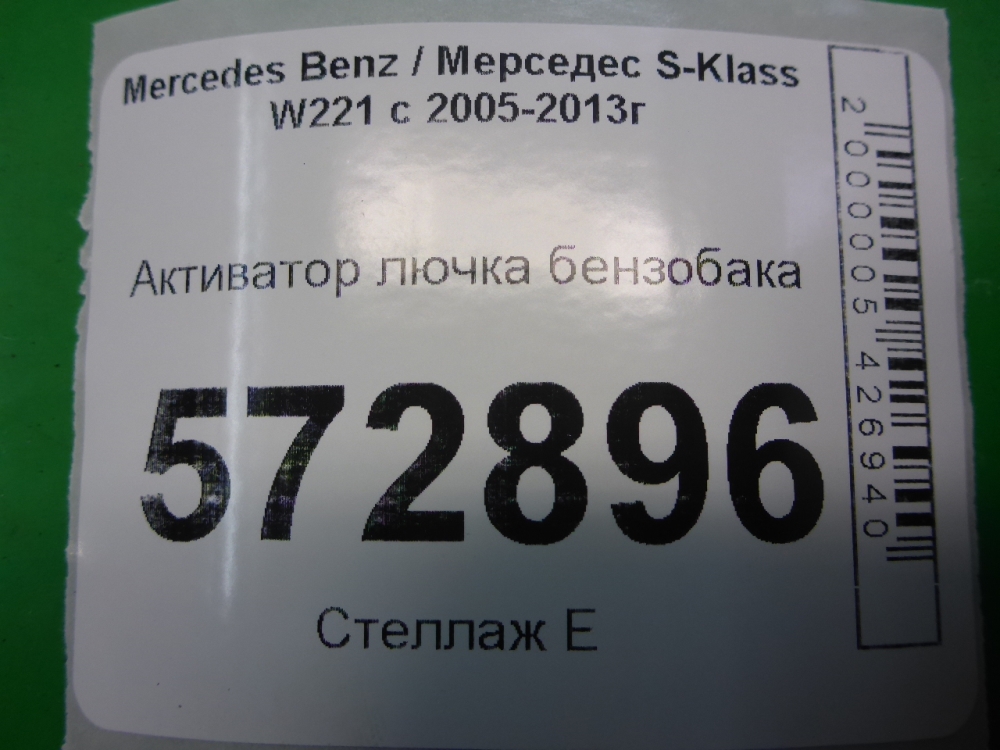 Mercedes Benz / Мерседес S-Klass
W221 с 2005-2013г
Активатор лючка бензобака
572896
Стеллаж Е
2000005426940